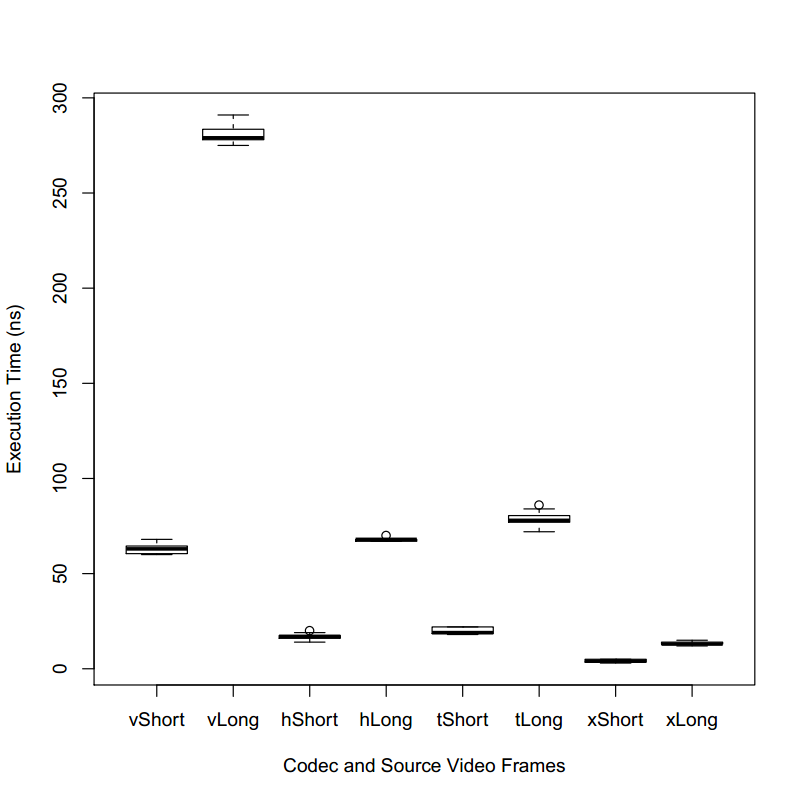 Execution Time (ns)
300
250
200
150
100
50
0
vShort vLong hShort hLong tShort tLong xShort xLong
Codec and Source Video Frames